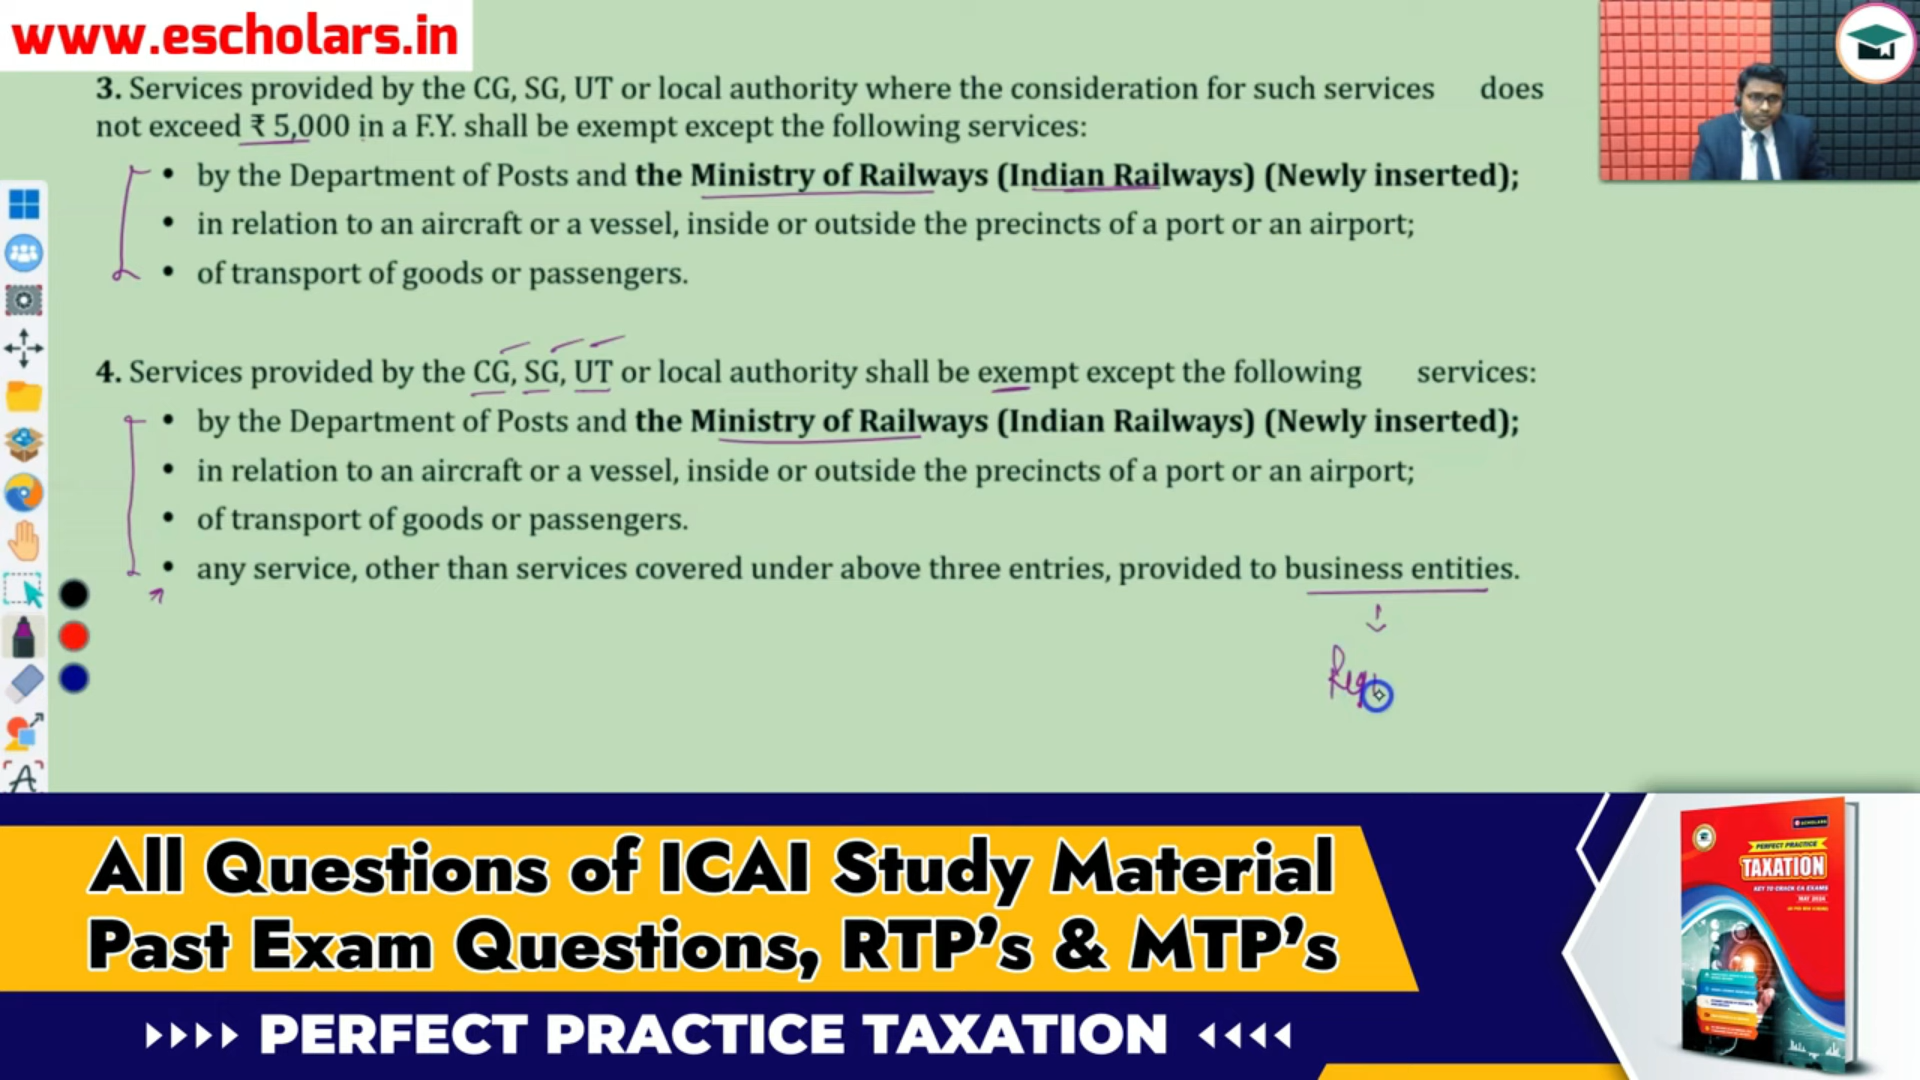 www.escholars.in
3. Services provided by the CG, SG, UT or local authority where the consideration for such services does
not exceed ₹ 5,000 in a F.Y. shall be exempt except the following services:
• by the Department of Posts and the Ministry of Railways (Indian Railways) (Newly inserted);
• in relation to an aircraft or a vessel, inside or outside the precincts of a port or an airport;
• of transport of goods or passengers.
4. Services provided by the CG, SG, UT or local authority shall be exempt except the following services:
• by the Department of Posts and the Ministry of Railways (Indian Railways) (Newly inserted);
• in relation to an aircraft or a vessel, inside or outside the precincts of a port or an airport;
• of transport of goods or passengers.
• any service, other than services covered under above three entries, provided to business entities.
All Questions of ICAI Study Material
Past Exam Questions, RTP's & MTP's
PERFECT PRACTICE TAXATION
PERFECT PRACTICE
TAXATION
KEY TO CRACK CA EXAMS